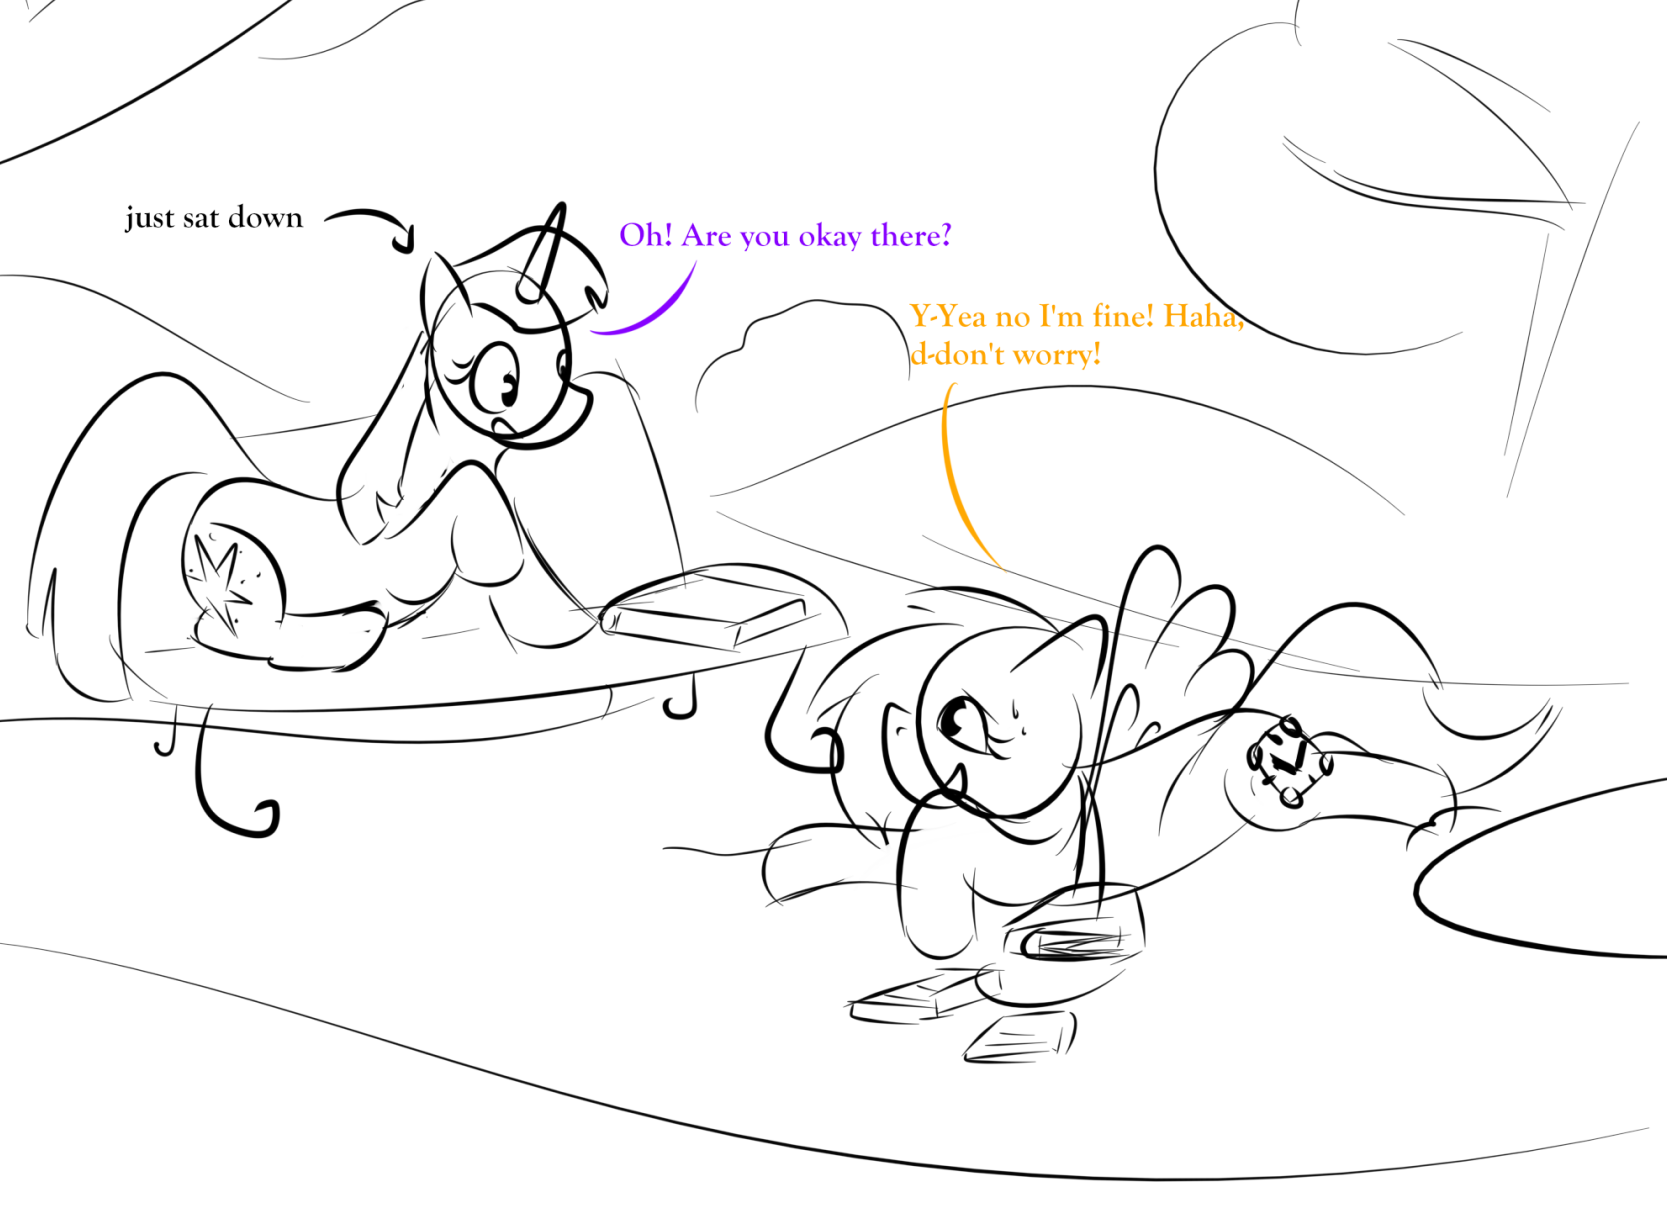 just sat down
Oh! Are you okay there?
Y-Yea no I'm fine! Haha,
d-don't worry!